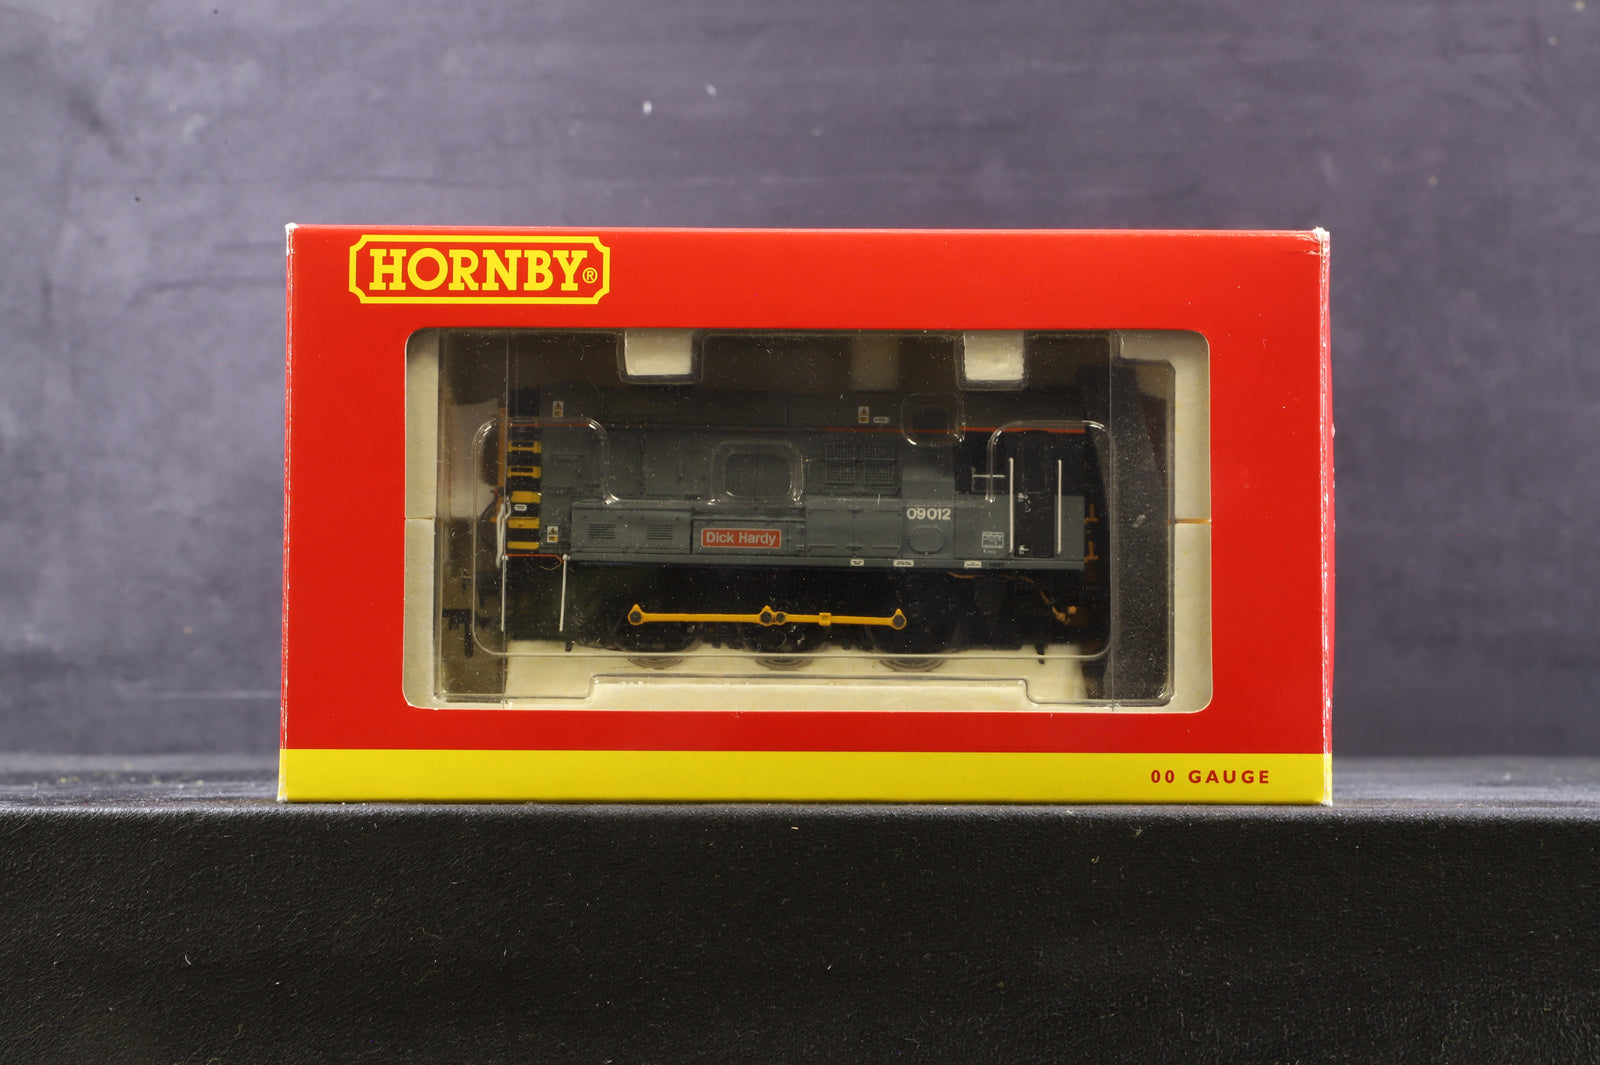 HORNBY®
09012
Dick Hardy
00 GAUGE